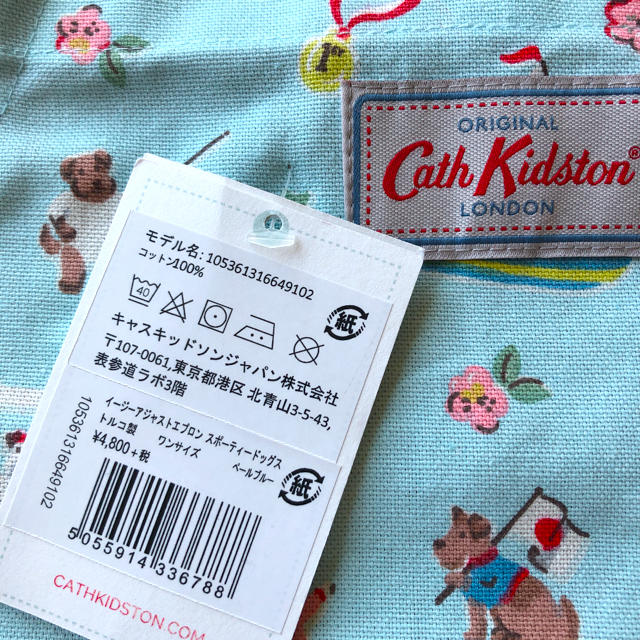 r
ORIGINAL
Cath Kidston®
LONDON
モデル名: 105361316649102
コットン100%
40
紙
キャスキッドソンジャパン株式会社
〒107-0061,東京都港区 北青山3-5-43,
表参道ラボ3階
105361316649102
イージーアジャストエプロン スポーティードッグス
トルコ製 ワンサイズ ペールブルー
¥4,800+税
紙
5055914 336788
CATHKIDSTON.COM